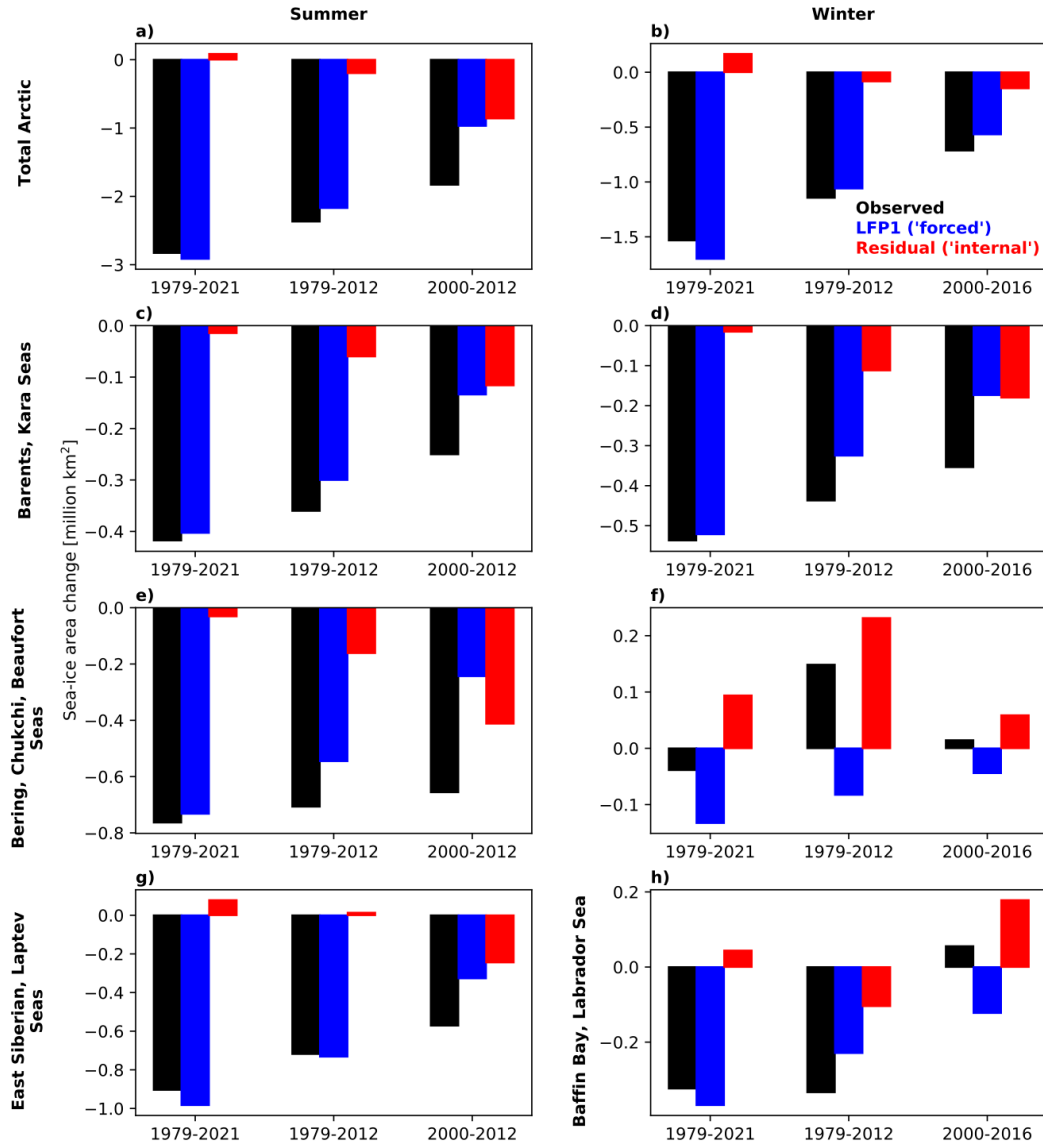 Summer
Winter
a)
b)
Total Arctic
0
−1
−2
−3
1979-2021
1979-2012
2000-2012
0.0
−0.5
−1.0
−1.5
Observed
LFP1 ('forced')
Residual ('internal')
1979-2021
1979-2012
2000-2016
c)
d)
Barents, Kara Seas
Sea-ice area change [million km²]
0.0
−0.1
−0.2
−0.3
−0.4
1979-2021
1979-2012
2000-2012
0.0
−0.1
−0.2
−0.3
−0.4
−0.5
1979-2021
1979-2012
2000-2016
e)
f)
Bering, Chukchi, Beaufort
Seas
0.0
−0.2
−0.4
−0.6
−0.8
1979-2021
1979-2012
2000-2012
0.2
0.1
0.0
−0.1
1979-2021
1979-2012
2000-2016
g)
h)
East Siberian, Laptev
Seas
0.0
−0.2
−0.4
−0.6
−0.8
−1.0
1979-2021
1979-2012
2000-2012
Baffin Bay, Labrador Sea
0.2
0.0
−0.2
1979-2021
1979-2012
2000-2016